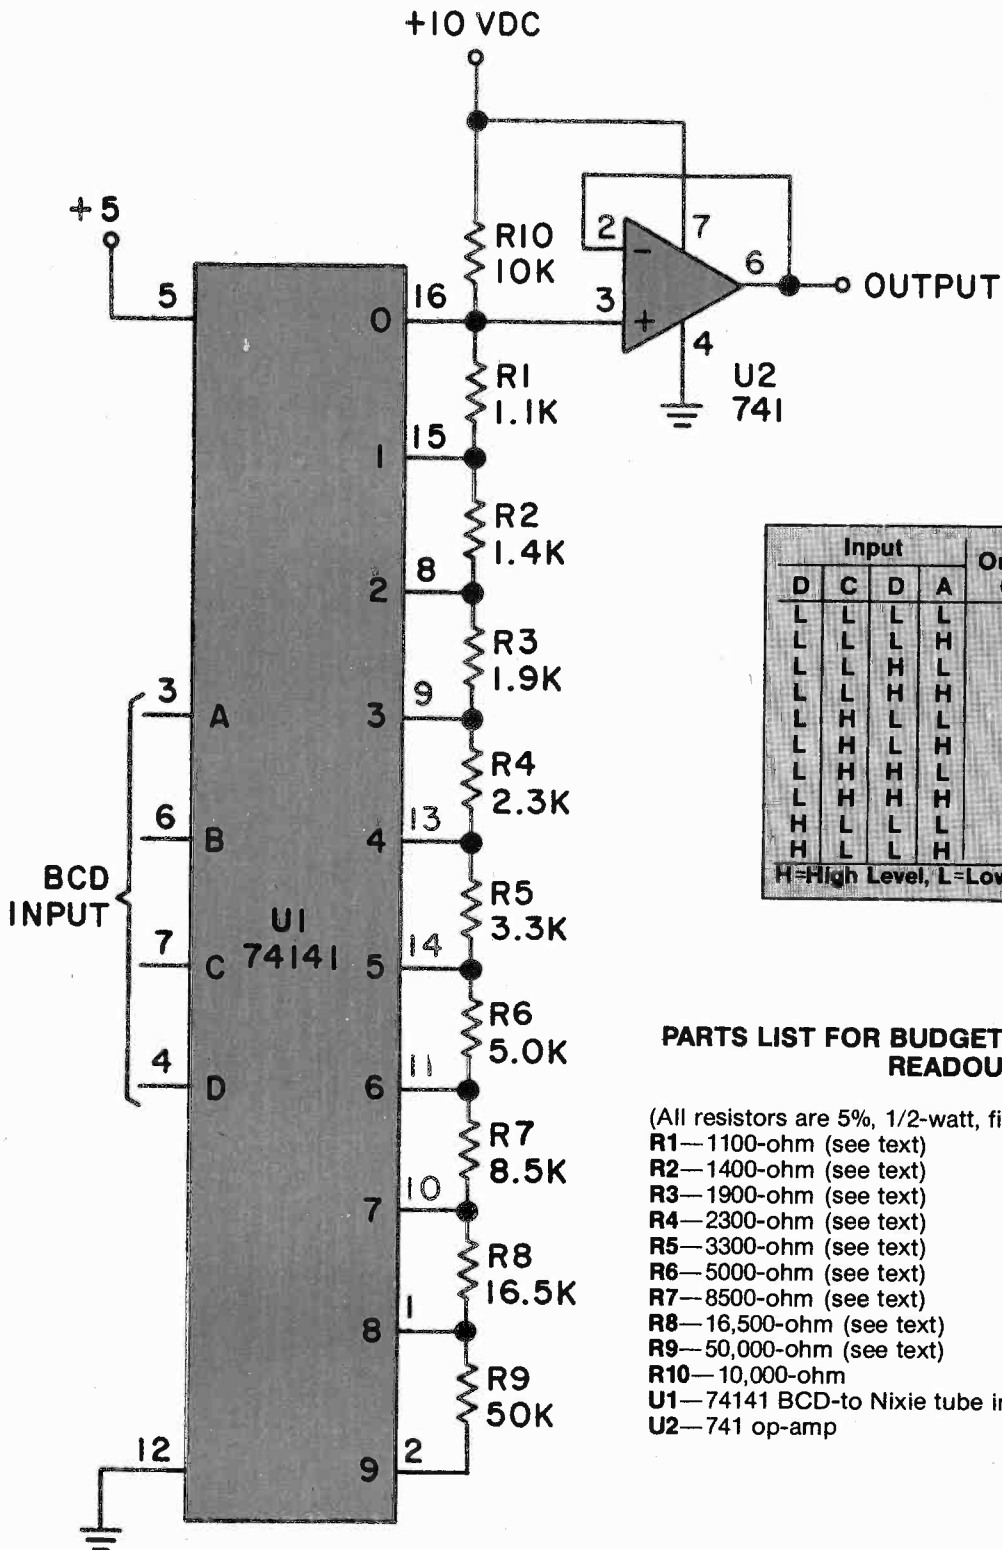 +10 VDC
+5
5
16
0
R10
10K
2
-
7
6
OUTPUT
3
+
4
U2
741
R1
1.1K
15
1
R2
1.4K
8
2
R3
1.9K
3
A
9
3
R4
2.3K
6
B
13
4
BCD
INPUT
R5
3.3K
U1
74141
7
C
14
5
R6
5.0K
4
D
11
6
R7
8.5K
10
7
R8
16.5K
1
8
R9
50K
12
2
9
Input
D C D A
L L L L
L L L H
L L H L
L L H H
L H L L
L H L H
L H H L
L H H H
H L L L
H L L H
H=High Level, L=Low
PARTS LIST FOR BUDGET
READOU
(All resistors are 5%, 1/2-watt, fi
R1—1100-ohm (see text)
R2—1400-ohm (see text)
R3—1900-ohm (see text)
R4—2300-ohm (see text)
R5—3300-ohm (see text)
R6—5000-ohm (see text)
R7—8500-ohm (see text)
R8—16,500-ohm (see text)
R9—50,000-ohm (see text)
R10—10,000-ohm
U1—74141 BCD-to Nixie tube in
U2—741 op-amp